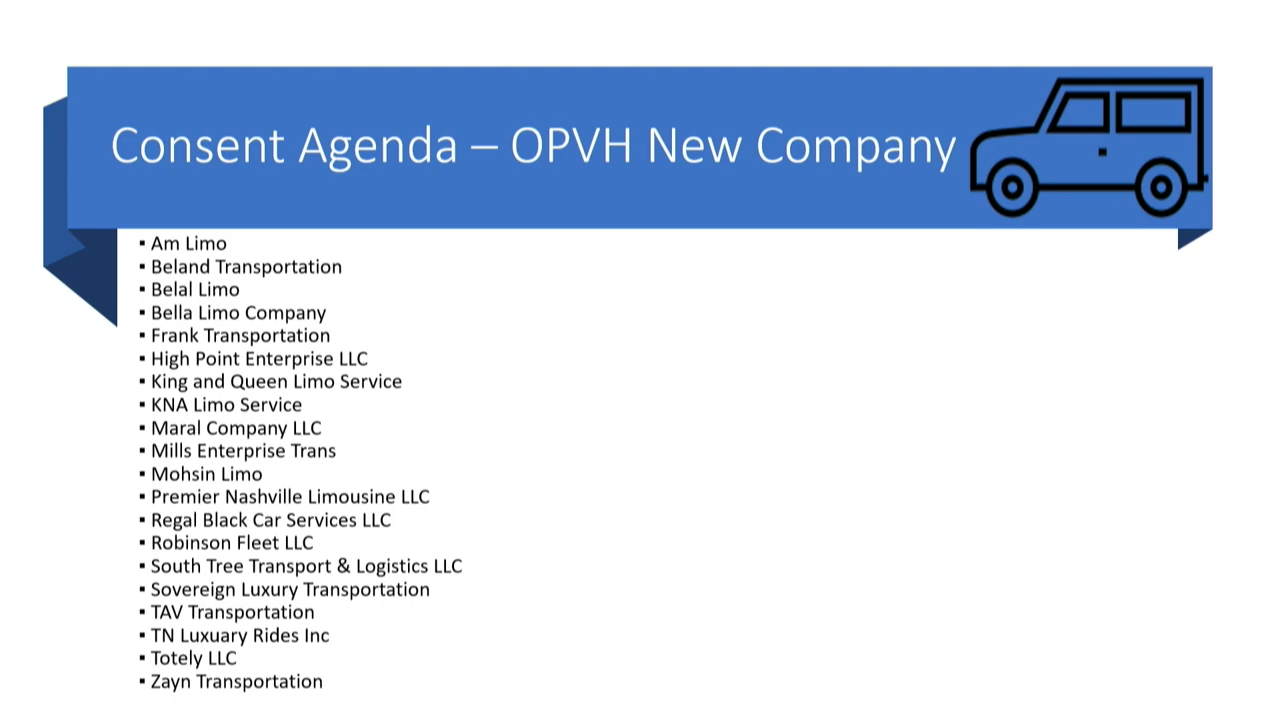 Consent Agenda – OPVH New Company
▪ Am Limo
▪ Beland Transportation
▪ Belal Limo
▪ Bella Limo Company
▪ Frank Transportation
▪ High Point Enterprise LLC
▪ King and Queen Limo Service
▪ KNA Limo Service
▪ Maral Company LLC
▪ Mills Enterprise Trans
▪ Mohsin Limo
▪ Premier Nashville Limousine LLC
▪ Regal Black Car Services LLC
▪ Robinson Fleet LLC
▪ South Tree Transport & Logistics LLC
▪ Sovereign Luxury Transportation
▪ TAV Transportation
▪ TN Luxuary Rides Inc
▪ Totely LLC
▪ Zayn Transportation